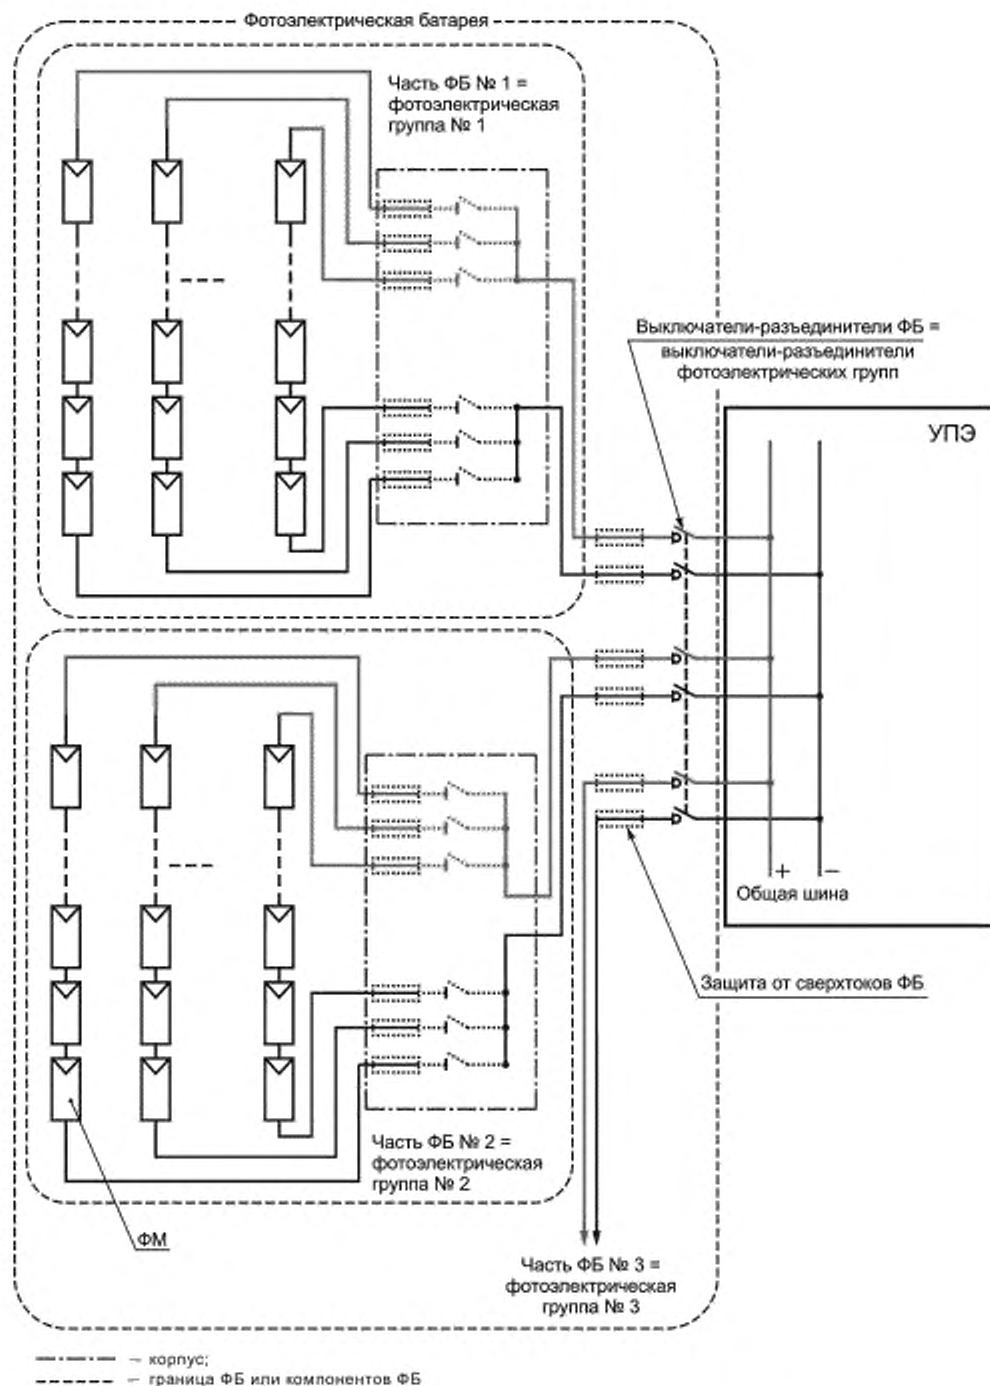 Фотоэлектрическая батарея
Часть ФБ № 1 =
фотоэлектрическая
группа № 1
Выключатели-разъединители ФБ =
выключатели-разъединители
фотоэлектрических групп
УПЭ
+ −
Общая шина
Защита от сверхтоков ФБ
Часть ФБ № 2 =
фотоэлектрическая
группа № 2
ФМ
Часть ФБ № 3 =
фотоэлектрическая
группа № 3
– корпус;
– граница ФБ или компонентов ФБ